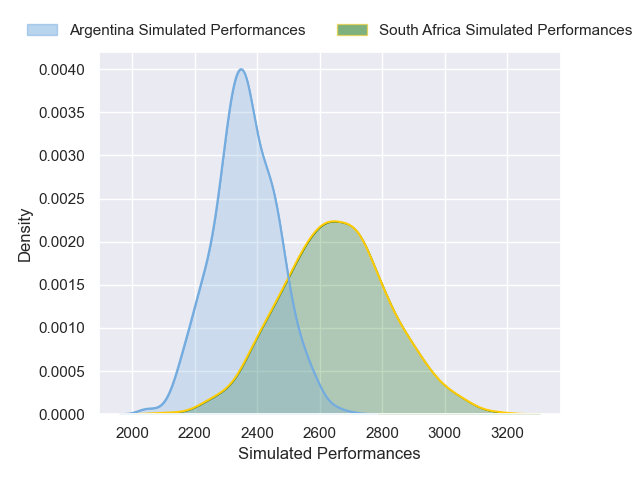 Argentina Simulated Performances
South Africa Simulated Performances
0.0040
0.0035
0.0030
0.0025
0.0020
0.0015
0.0010
0.0005
0.0000
Density
2000 2200 2400 2600 2800 3000 3200
Simulated Performances